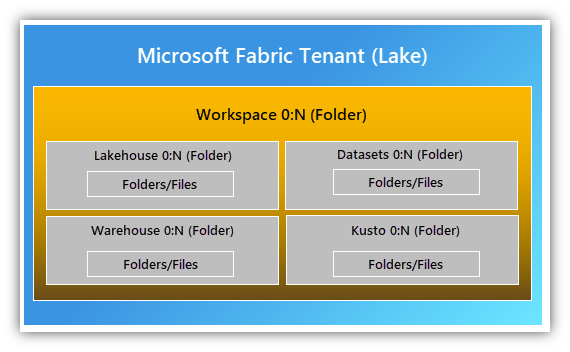 Microsoft Fabric Tenant (Lake)
Workspace 0:N (Folder)
Lakehouse 0:N (Folder)
Folders/Files
Datasets 0:N (Folder)
Folders/Files
Warehouse 0:N (Folder)
Folders/Files
Kusto 0:N (Folder)
Folders/Files